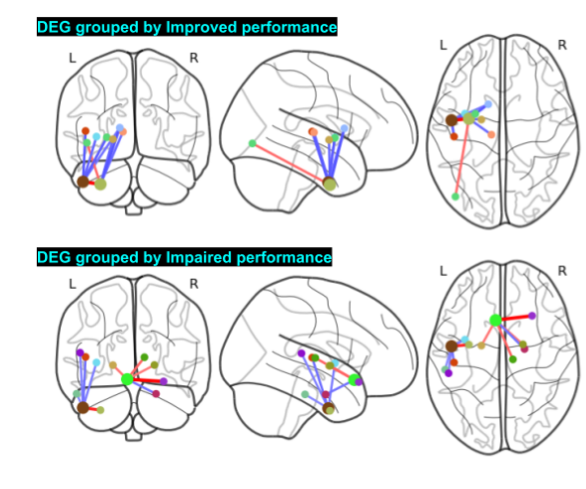 DEG grouped by Improved performance
L R L R
DEG grouped by Impaired performance
L R L R